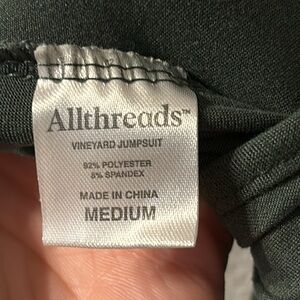 Allthreads™
VINEYARD JUMPSUIT
92% POLYESTER
8% SPANDEX
MADE IN CHINA
MEDIUM